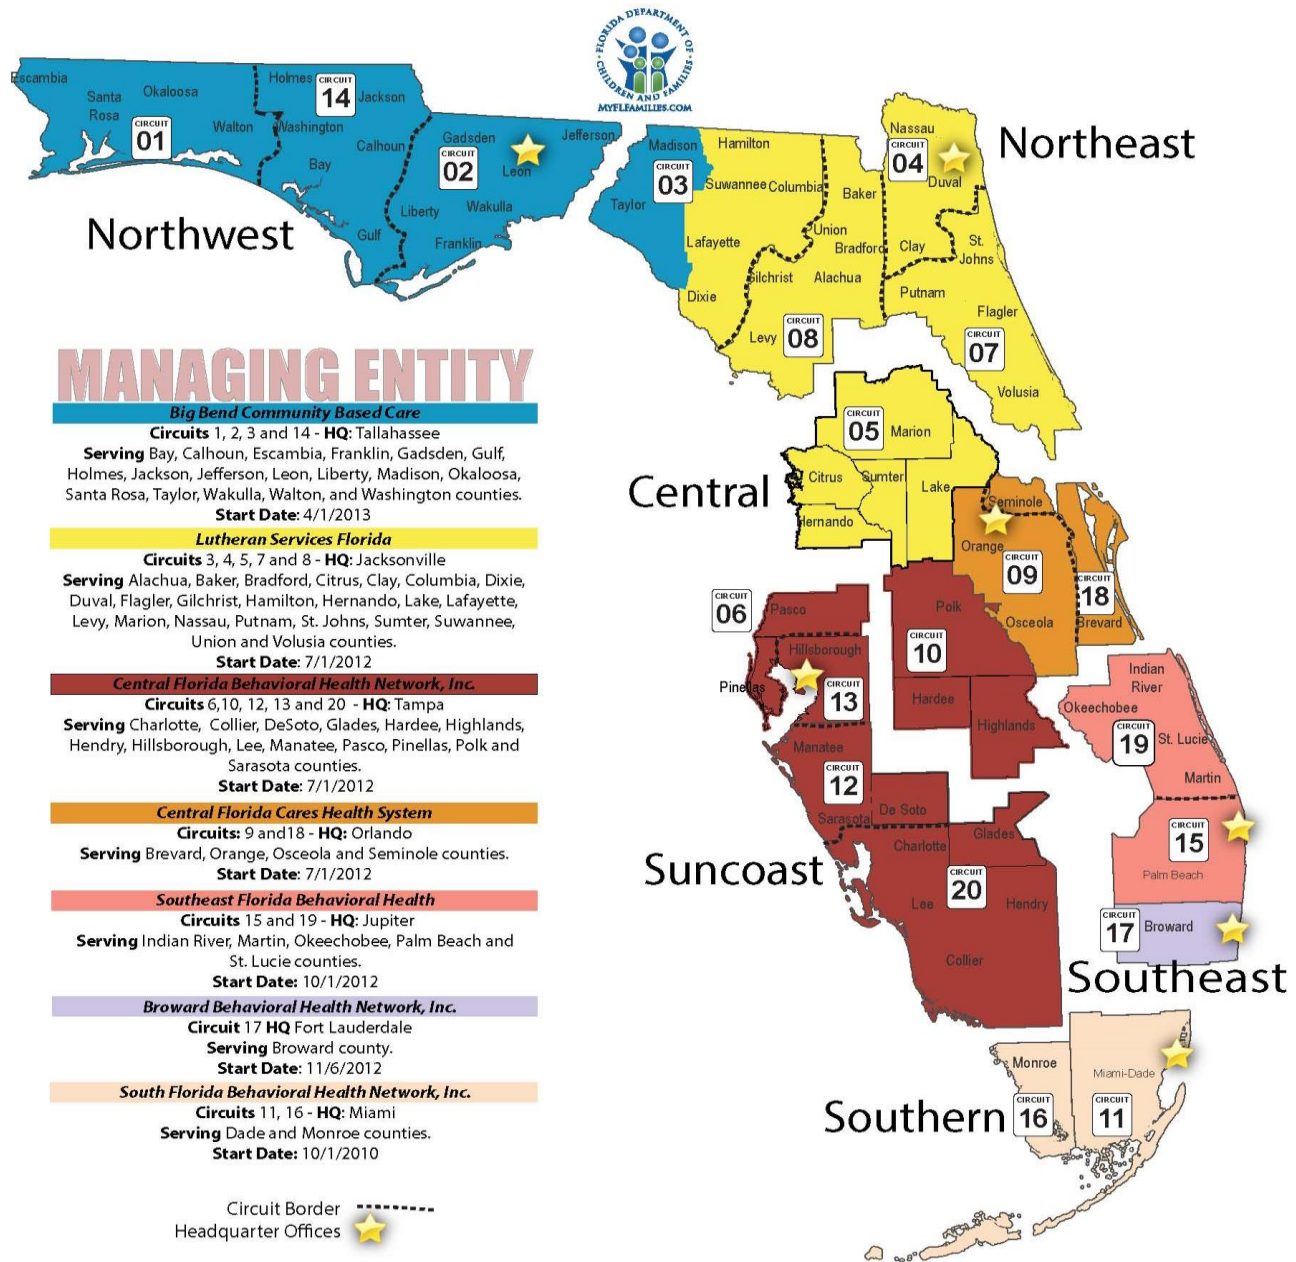 FLORIDA DEPARTMENT OF
CHILDREN AND FAMILIES
MYFLFAMILIES.COM
Escambia
Santa
Rosa
Okaloosa
Walton
CIRCUIT
01
Holmes
CIRCUIT
14
Jackson
Washington
Calhoun
Bay
Gulf
Gadsden
Jefferson
CIRCUIT
02
Leon
Liberty
Wakulla
Franklin
Northwest
Madison
CIRCUIT
03
Taylor
Hamilton
Suwannee
Columbia
Lafayette
Dixie
Nassau
CIRCUIT
04
Duval
Northeast
Baker
Union
Bradford
Clay
St.
Johns
Gilchrist
Alachua
Putnam
Flagler
Levy
CIRCUIT
08
CIRCUIT
07
Volusia
MANAGING ENTITY
Big Bend Community Based Care
Circuits 1, 2, 3 and 14 - HQ: Tallahassee
Serving Bay, Calhoun, Escambia, Franklin, Gadsden, Gulf,
Holmes, Jackson, Jefferson, Leon, Liberty, Madison, Okaloosa,
Santa Rosa, Taylor, Wakulla, Walton, and Washington counties.
Start Date: 4/1/2013
Lutheran Services Florida
Circuits 3, 4, 5, 7 and 8 - HQ: Jacksonville
Serving Alachua, Baker, Bradford, Citrus, Clay, Columbia, Dixie,
Duval, Flagler, Gilchrist, Hamilton, Hernando, Lake, Lafayette,
Levy, Marion, Nassau, Putnam, St. Johns, Sumter, Suwannee,
Union and Volusia counties.
Start Date: 7/1/2012
Central Florida Behavioral Health Network, Inc.
Circuits 6,10, 12, 13 and 20 - HQ: Tampa
Serving Charlotte, Collier, DeSoto, Glades, Hardee, Highlands,
Hendry, Hillsborough, Lee, Manatee, Pasco, Pinellas, Polk and
Sarasota counties.
Start Date: 7/1/2012
Central Florida Cares Health System
Circuits: 9 and18 - HQ: Orlando
Serving Brevard, Orange, Osceola and Seminole counties.
Start Date: 7/1/2012
Southeast Florida Behavioral Health
Circuits 15 and 19 - HQ: Jupiter
Serving Indian River, Martin, Okeechobee, Palm Beach and
St. Lucie counties.
Start Date: 10/1/2012
Broward Behavioral Health Network, Inc.
Circuit 17 HQ Fort Lauderdale
Serving Broward county.
Start Date: 11/6/2012
South Florida Behavioral Health Network, Inc.
Circuits 11, 16 - HQ: Miami
Serving Dade and Monroe counties.
Start Date: 10/1/2010
Circuit Border
Headquarter Offices
CIRCUIT
05
Marion
Citrus
Sumter
Lake
Hernando
Central
Seminole
Orange
CIRCUIT
09
Osceola
CIRCUIT
18
Brevard
CIRCUIT
06
Pasco
Polk
Hillsborough
CIRCUIT
10
Pinellas
CIRCUIT
13
Hardee
Highlands
Manatee
CIRCUIT
12
Sarasota
De Soto
Glades
Charlotte
Suncoast
CIRCUIT
20
Lee
Hendry
Collier
Indian
River
Okeechobee
CIRCUIT
19
St. Lucie
Martin
CIRCUIT
15
Palm Beach
CIRCUIT
17
Broward
Southeast
Monroe
Miami-Dade
Southern
CIRCUIT
16
CIRCUIT
11